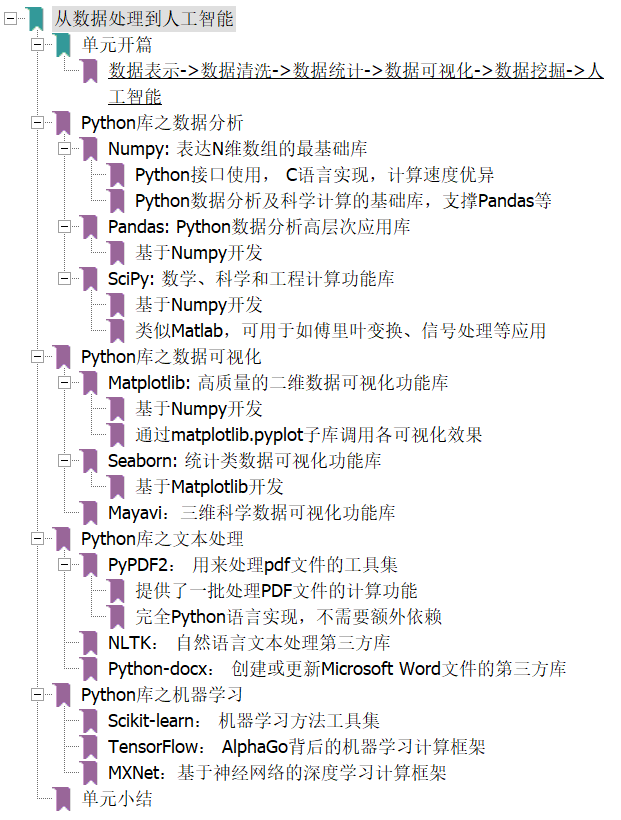 从数据处理到人工智能
单元开篇
数据表示->数据清洗->数据统计->数据可视化->数据挖掘->人
工智能
Python库之数据分析
Numpy: 表达N维数组的最基础库
Python接口使用， C语言实现，计算速度优异
Python数据分析及科学计算的基础库，支撑Pandas等
Pandas: Python数据分析高层次应用库
基于Numpy开发
SciPy: 数学、科学和工程计算功能库
基于Numpy开发
类似Matlab，可用于如傅里叶变换、信号处理等应用
Python库之数据可视化
Matplotlib: 高质量的二维数据可视化功能库
基于Numpy开发
通过matplotlib.pyplot子库调用各可视化效果
Seaborn: 统计类数据可视化功能库
基于Matplotlib开发
Mayavi：三维科学数据可视化功能库
Python库之文本处理
PyPDF2： 用来处理pdf文件的工具集
提供了一批处理PDF文件的计算功能
完全Python语言实现，不需要额外依赖
NLTK： 自然语言文本处理第三方库
Python-docx： 创建或更新Microsoft Word文件的第三方库
Python库之机器学习
Scikit-learn： 机器学习方法工具集
TensorFlow： AlphaGo背后的机器学习计算框架
MXNet：基于神经网络的深度学习计算框架
单元小结